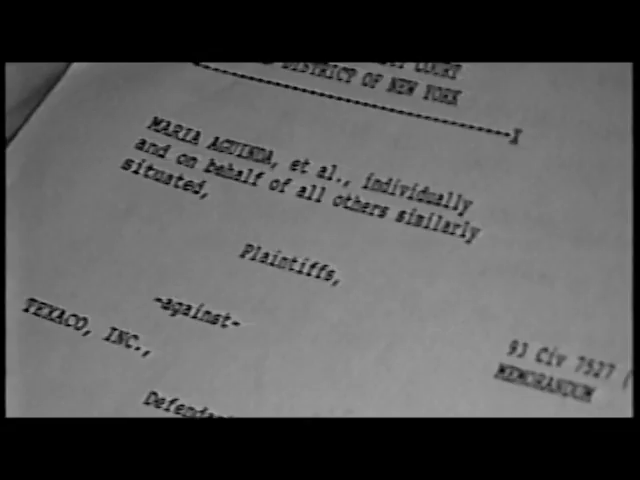 COURT
DISTRICT OF NEW YORK
X
MARIA AGUINDA, et al., individually
and on behalf of all others similarly
situated,
Plaintiffs,
-against-
TEXACO, INC.,
93 Civ 7527 (
MEMORANDUM